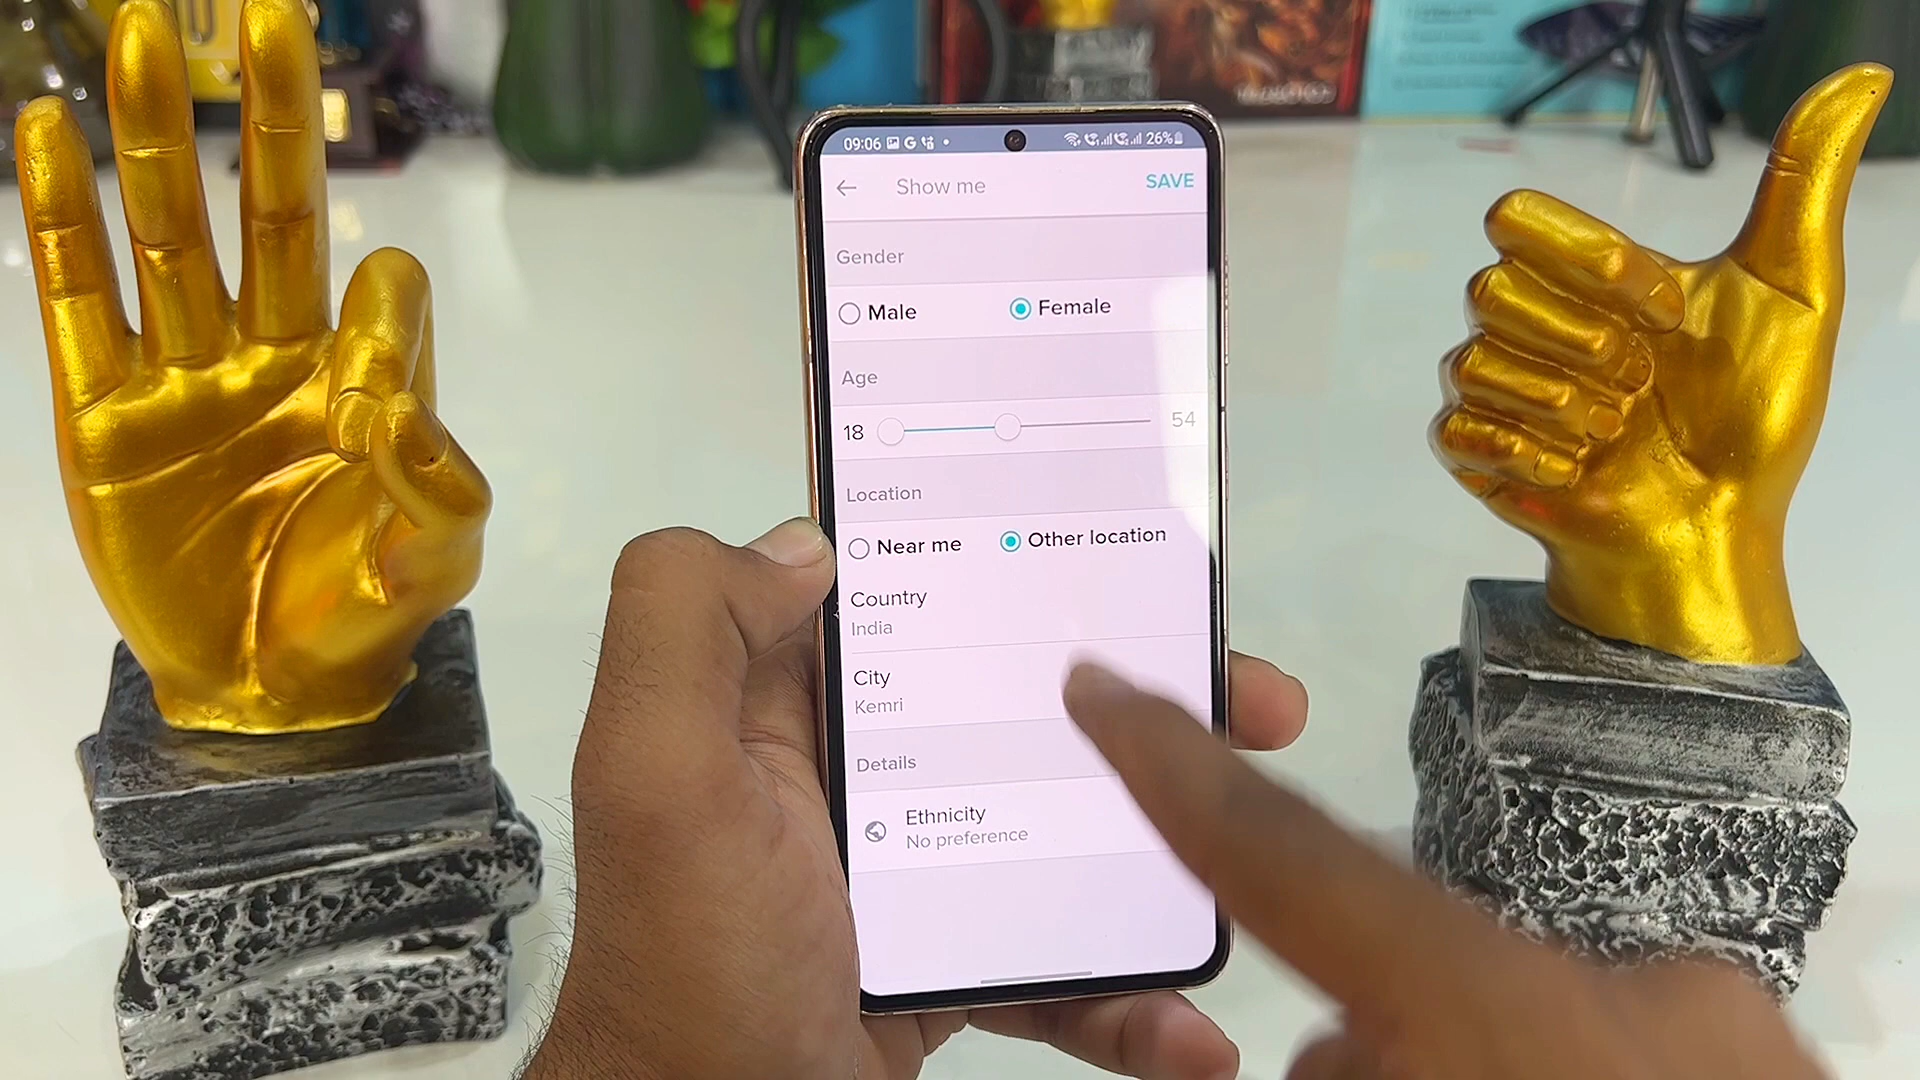 09:06
26%
Show me
SAVE
Gender
Male
Female
Age
18
54
Location
Near me
Other location
Country
India
City
Kemri
Details
Ethnicity
No preference